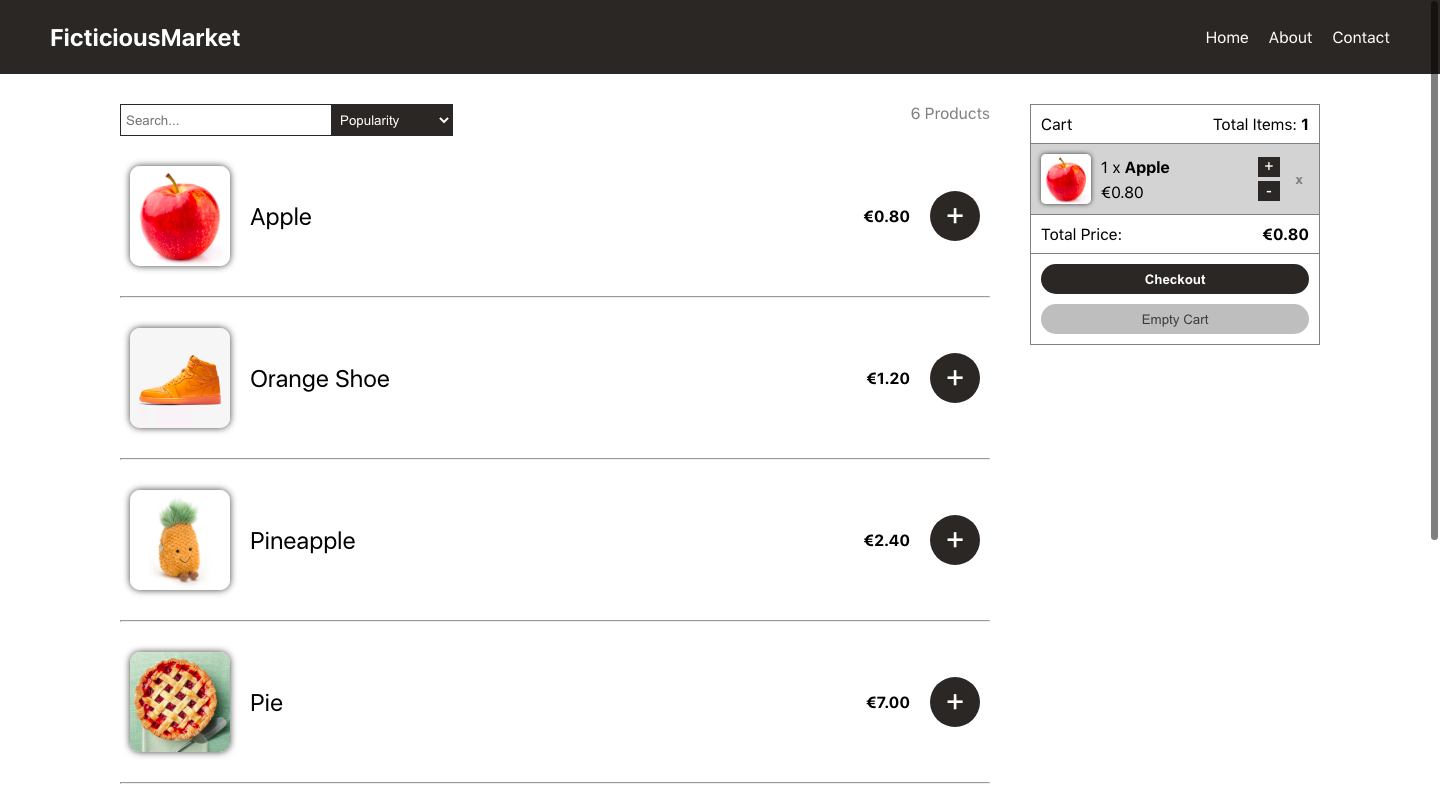 FicticiousMarket
Home About Contact
Search...
Popularity
6 Products
Apple
€0.80
+
Orange Shoe
€1.20
+
Pineapple
€2.40
+
Pie
€7.00
+
Cart
Total Items: 1
1 x Apple
€0.80
+
-
x
Total Price: €0.80
Checkout
Empty Cart